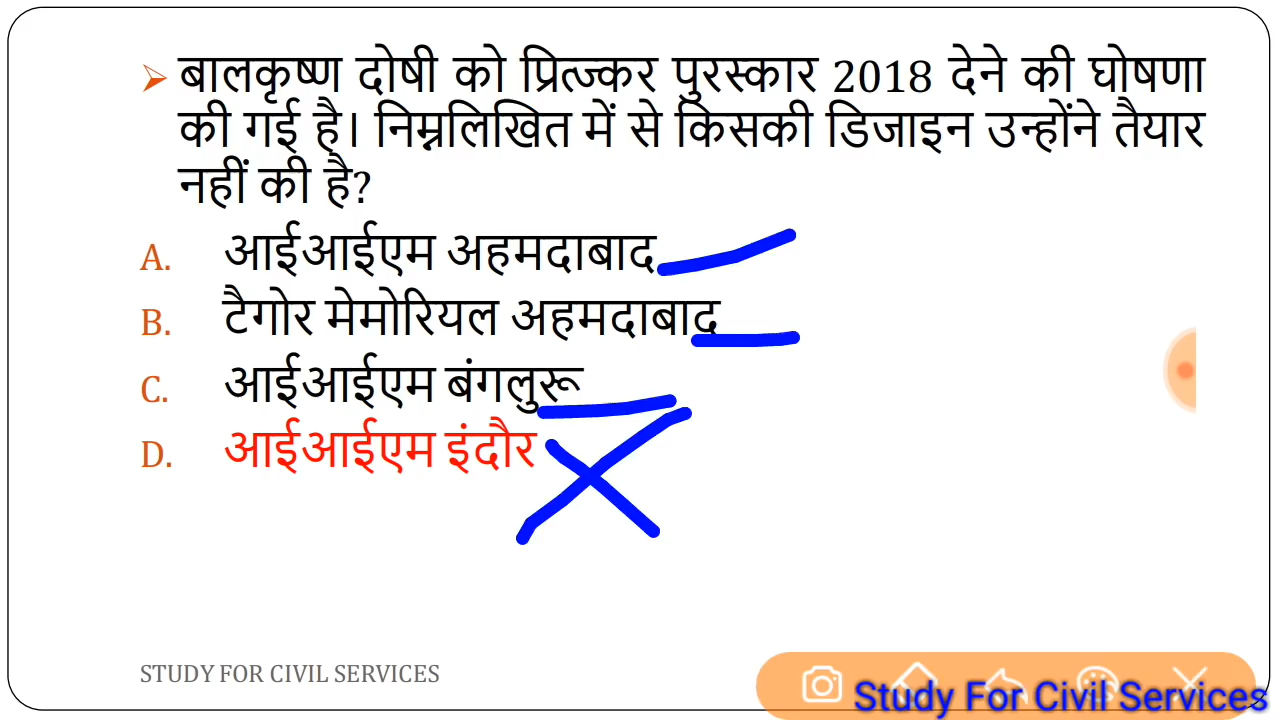 बालकृष्ण दोषी को प्रित्ज्कर पुरस्कार 2018 देने की घोषणा
की गई है। निम्नलिखित में से किसकी डिजाइन उन्होंने तैयार
नहीं की है?
A. आईआईएम अहमदाबाद
B. टैगोर मेमोरियल अहमदाबाद
C. आईआईएम बंगलुरू
D. आईआईएम इंदौर
STUDY FOR CIVIL SERVICES
Study For Civil Services